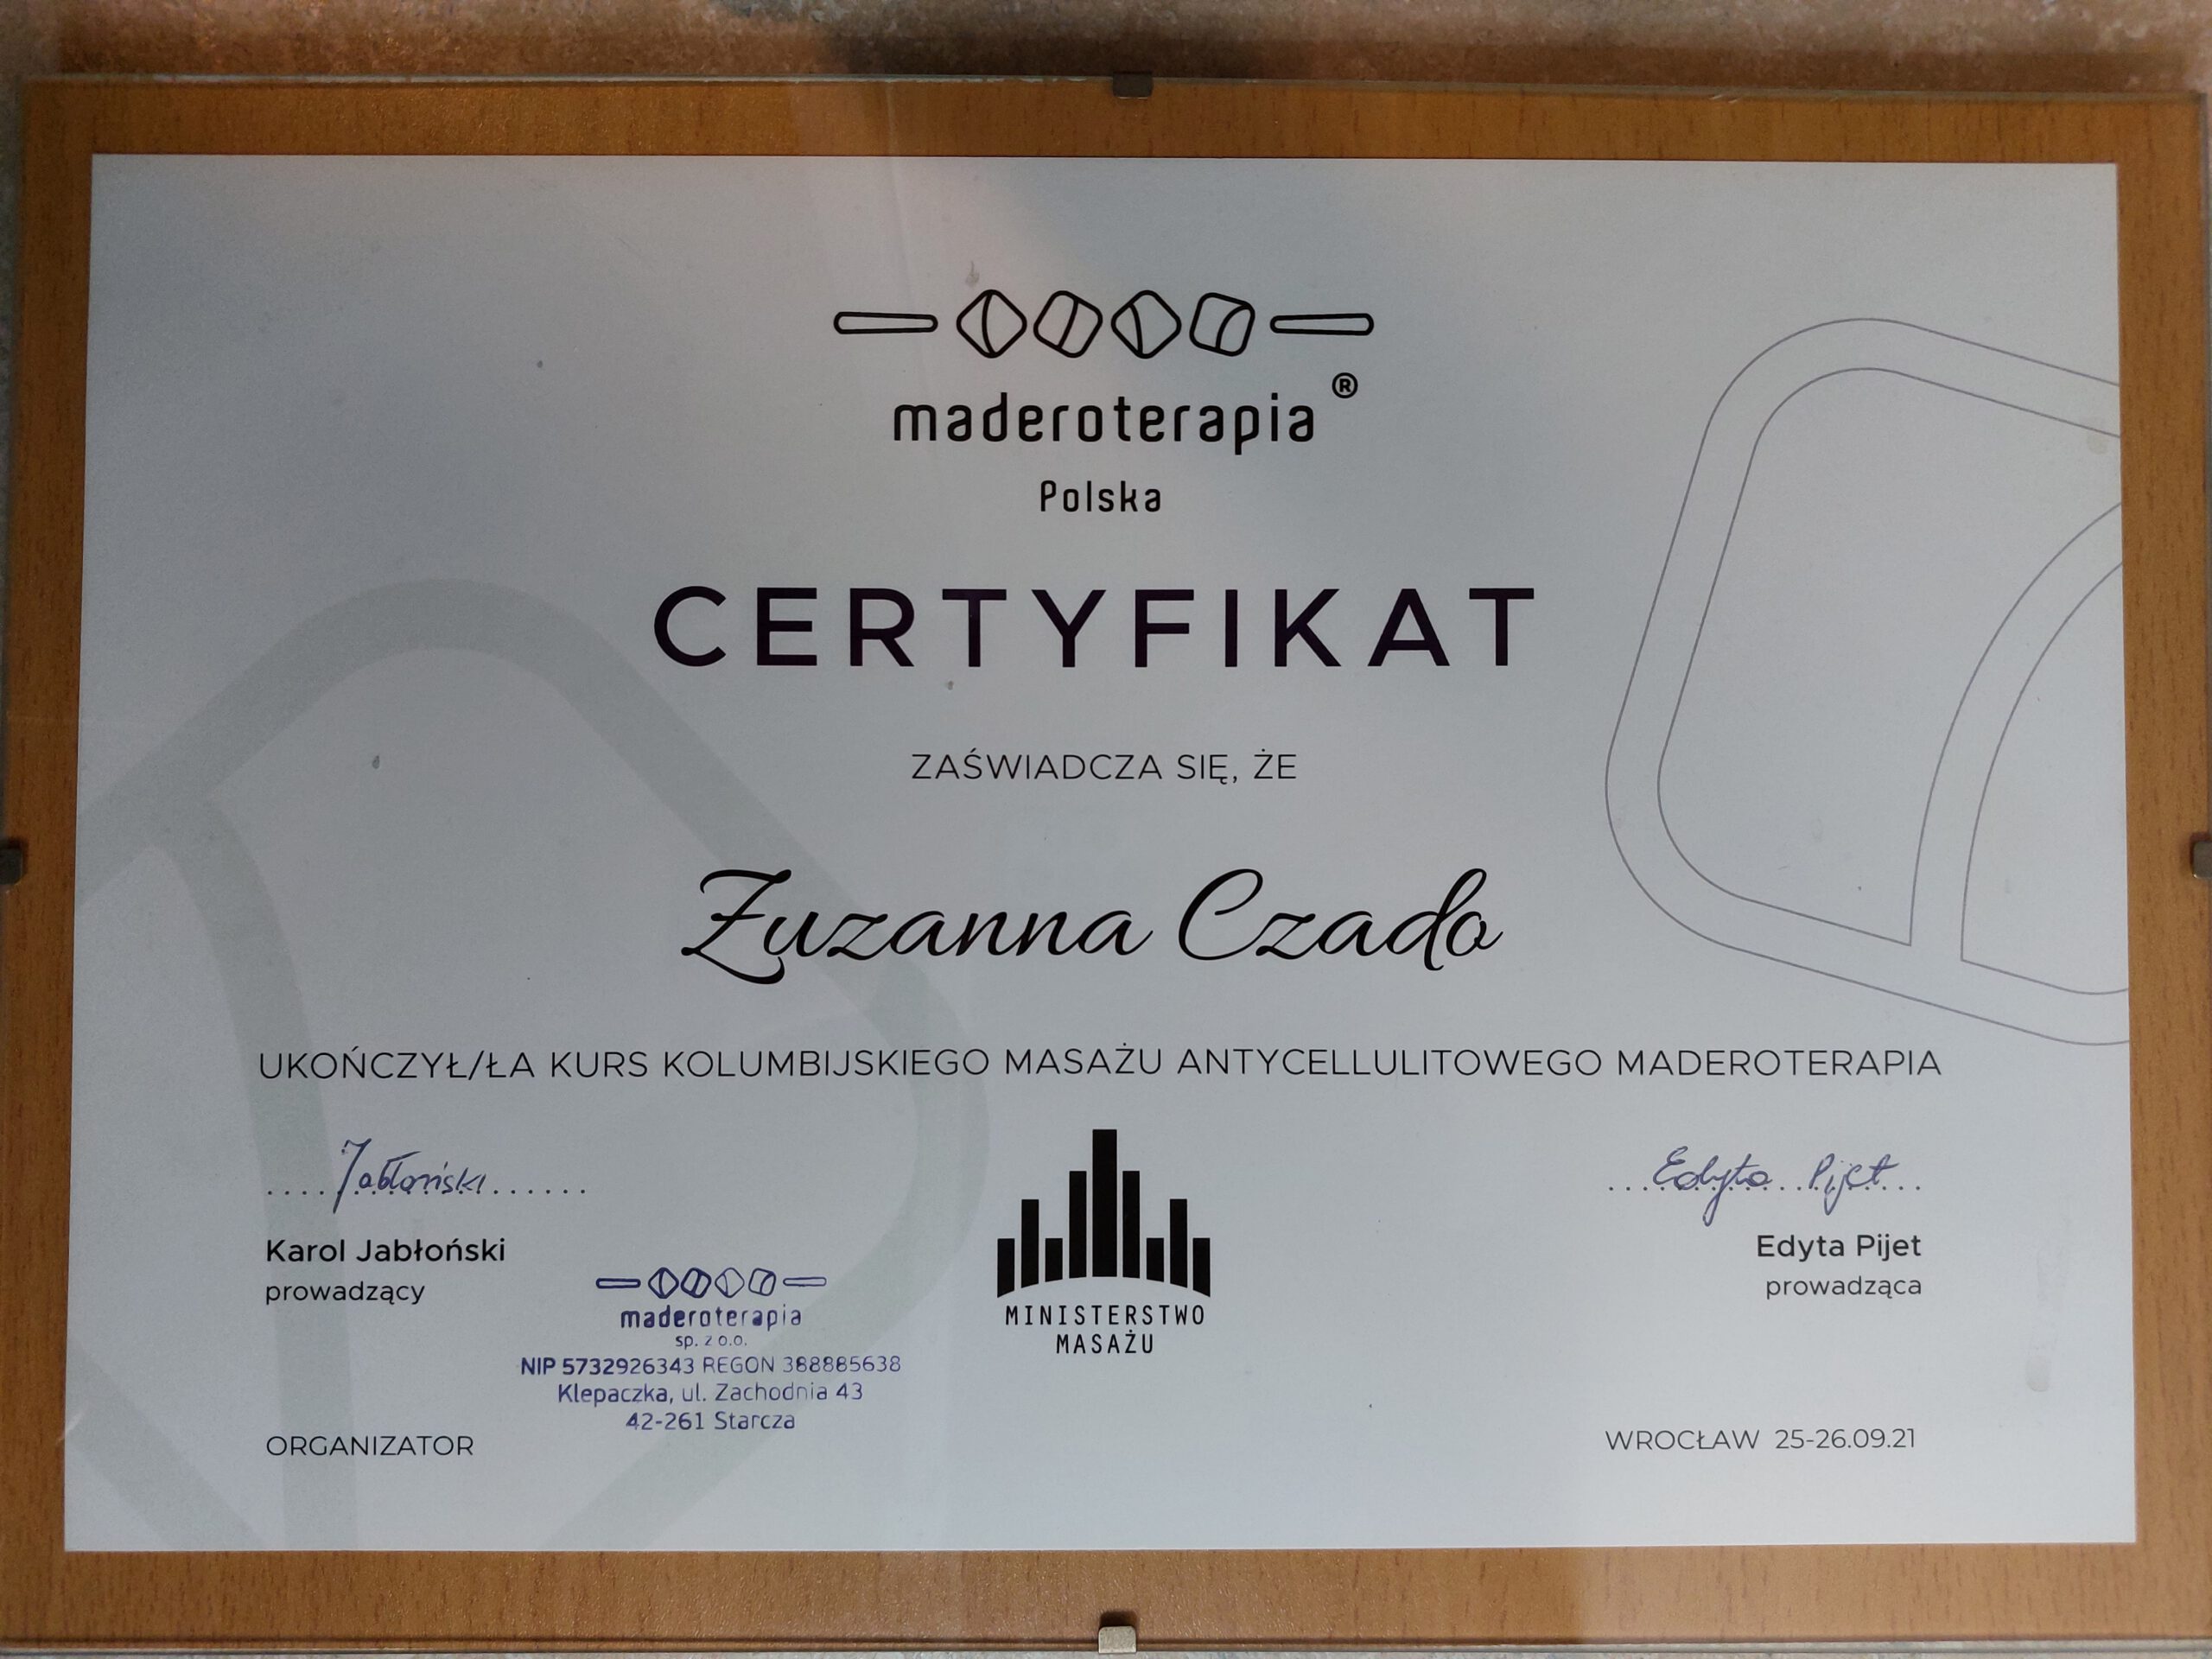 maderoterapia ®
Polska
CERTYFIKAT
ZAŚWIADCZA SIĘ, ŻE
Zuzanna Czado
UKOŃCZYŁ/ŁA KURS KOLUMBIJSKIEGO MASAŻU ANTYCELLULITOWEGO MADEROTERAPIA
Jabłoński
Karol Jabłoński
prowadzący
Edyta Pijet
Edyta Pijet
prowadząca
MINISTERSTWO
MASAŻU
maderoterapia
sp. z o.o.
NIP 5732926343 REGON 388885638
Klepaczka, ul. Zachodnia 43
42-261 Starcza
ORGANIZATOR
WROCŁAW 25-26.09.21